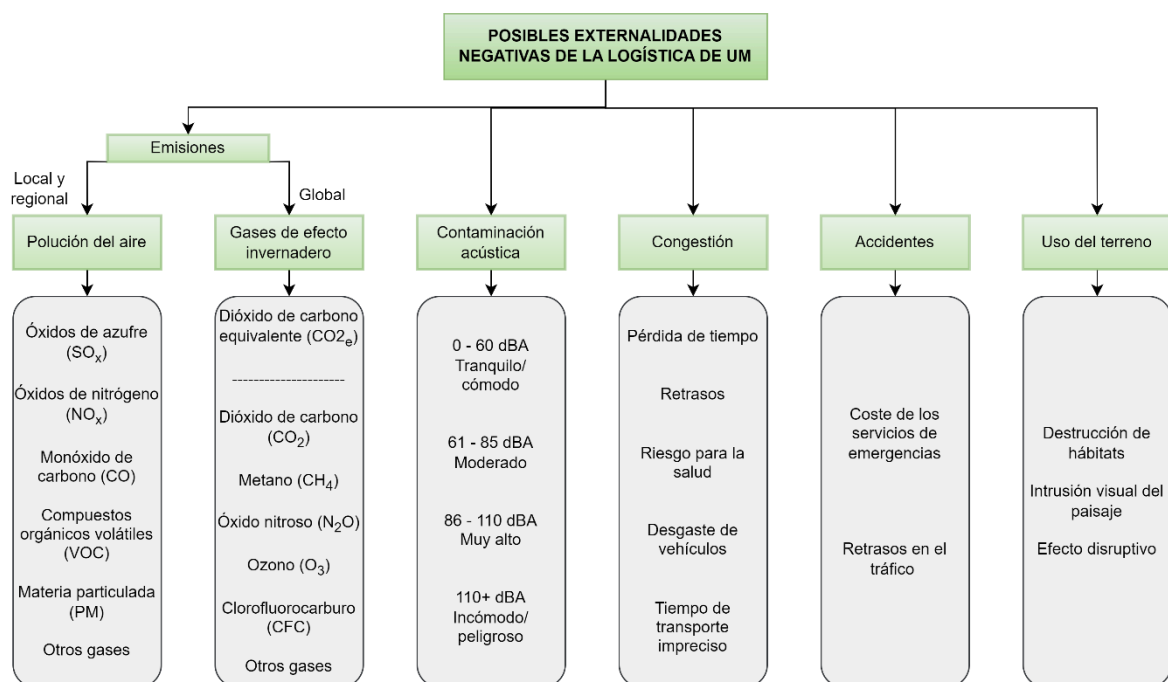 POSIBLES EXTERNALIDADES
NEGATIVAS DE LA LOGÍSTICA DE UM
Emisiones
Local y
regional
Global
Polución del aire
Gases de efecto
invernadero
Contaminación
acústica
Congestión
Accidentes
Uso del terreno
Óxidos de azufre
(SOx)
Óxidos de nitrógeno
(NOx)
Monóxido de
carbono (CO)
Compuestos
orgánicos volátiles
(VOC)
Materia particulada
(PM)
Otros gases
Dióxido de carbono
equivalente (CO2e)
---------------------
Dióxido de carbono
(CO2)
Metano (CH4)
Óxido nitroso (N2O)
Ozono (O3)
Clorofluorocarburo
(CFC)
Otros gases
0 - 60 dBA
Tranquilo/
cómodo
61 - 85 dBA
Moderado
86 - 110 dBA
Muy alto
110+ dBA
Incómodo/
peligroso
Pérdida de tiempo
Retrasos
Riesgo para la
salud
Desgaste de
vehículos
Tiempo de
transporte
impreciso
Coste de los
servicios de
emergencias
Retrasos en el
tráfico
Destrucción de
hábitats
Intrusión visual del
paisaje
Efecto disruptivo